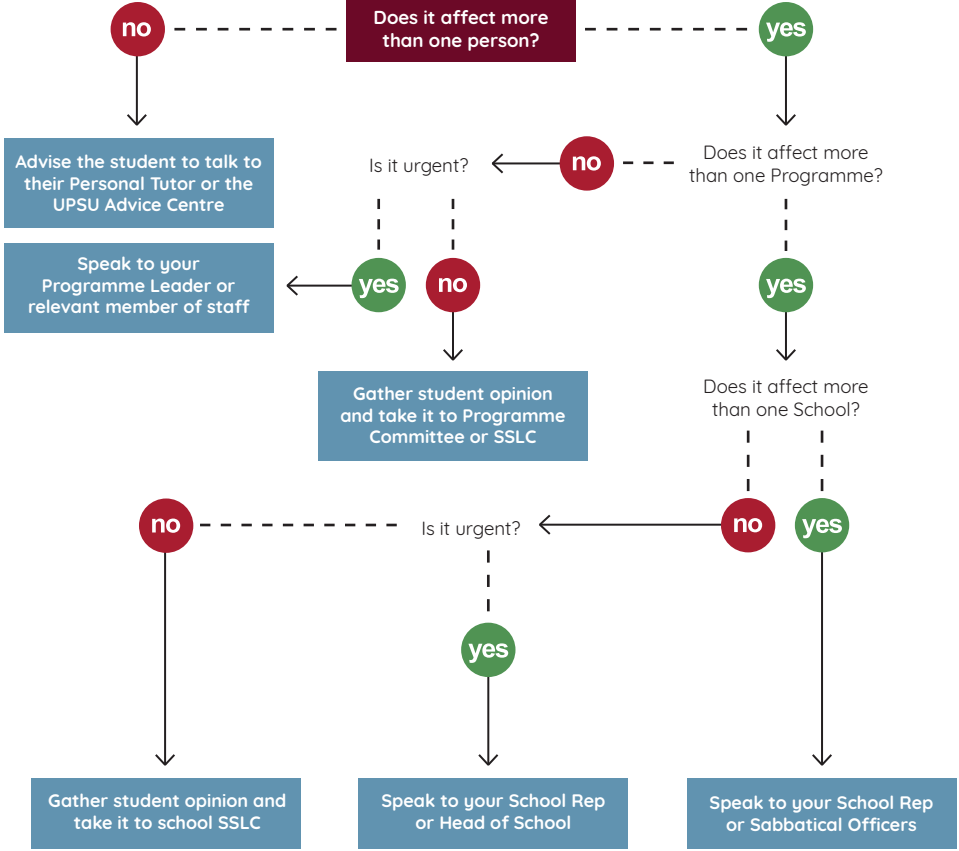 no
Does it affect more
than one person?
yes
Advise the student to talk to
their Personal Tutor or the
UPSU Advice Centre
Is it urgent?
no
Does it affect more
than one Programme?
Speak to your
Programme Leader or
relevant member of staff
yes
no
yes
Gather student opinion
and take it to Programme
Committee or SSLC
Does it affect more
than one School?
no
Is it urgent?
no
yes
yes
Gather student opinion and
take it to school SSLC
Speak to your School Rep
or Head of School
Speak to your School Rep
or Sabbatical Officers